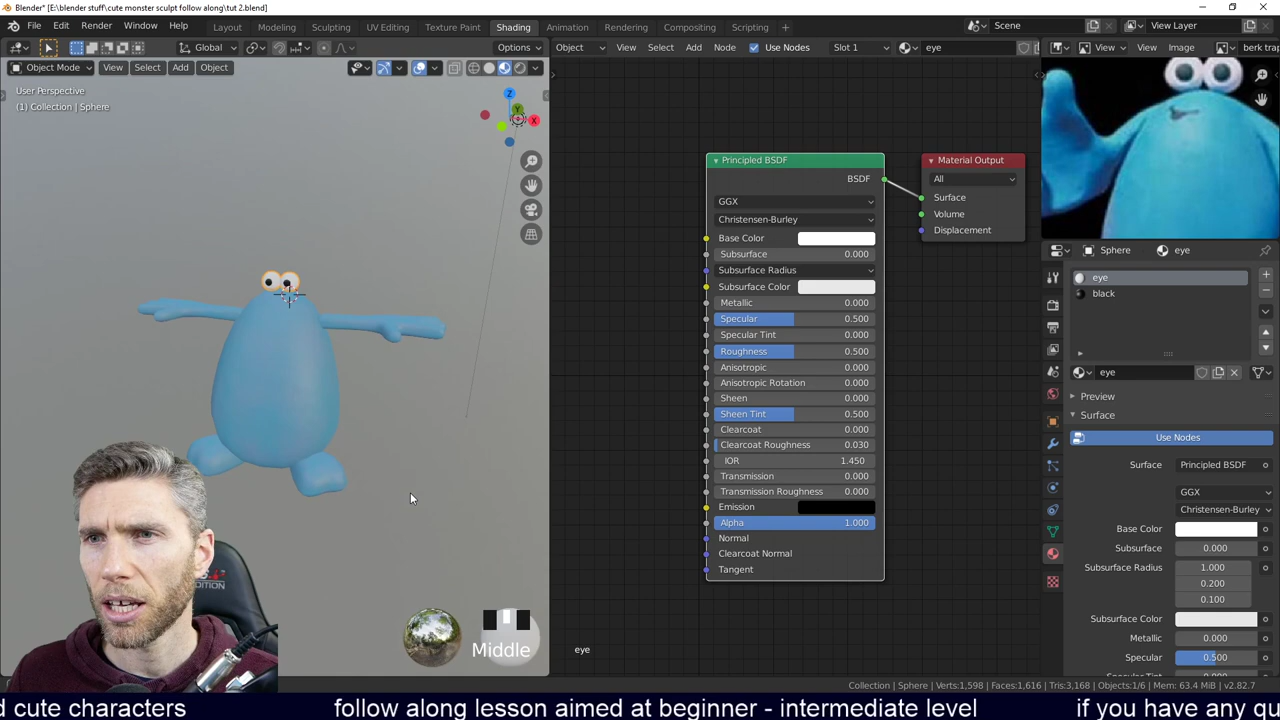 Blender* [E:\blender stuff\cute monster sculpt follow along\tut 2.blend]
File Edit Render Window Help Layout Modeling Sculpting UV Editing Texture Paint Shading Animation Rendering Compositing Scripting + Scene View Layer
Global Options Object View Select Add Node Use Nodes Slot 1 eye View View Image berk trap
Object Mode View Select Add Object
User Perspective
(1) Collection | Sphere
Z
Y
X
Principled BSDF
BSDF
GGX
Christensen-Burley
Base Color
Subsurface 0.000
Subsurface Radius
Subsurface Color
Metallic 0.000
Specular 0.500
Specular Tint 0.000
Roughness 0.500
Anisotropic 0.000
Anisotropic Rotation 0.000
Sheen 0.000
Sheen Tint 0.500
Clearcoat 0.000
Clearcoat Roughness 0.030
IOR 1.450
Transmission 0.000
Transmission Roughness 0.000
Emission
Alpha 1.000
Normal
Clearcoat Normal
Tangent
Material Output
All
Surface
Volume
Displacement
Sphere eye
eye
black
eye
Preview
Surface
Use Nodes
Surface Principled BSDF
GGX
Christensen-Burley
Base Color
Subsurface 0.000
Subsurface Radius 1.000
0.200
0.100
Subsurface Color
Metallic 0.000
Specular 0.500
Middle
eye
Collection | Sphere | Verts:1,598 | Faces:1,616 | Tris:3,168 | Objects:1/6 | Mem: 63.4 MiB | v2.82.7
d cute characters follow along lesson aimed at beginner - intermediate level if you have any qu